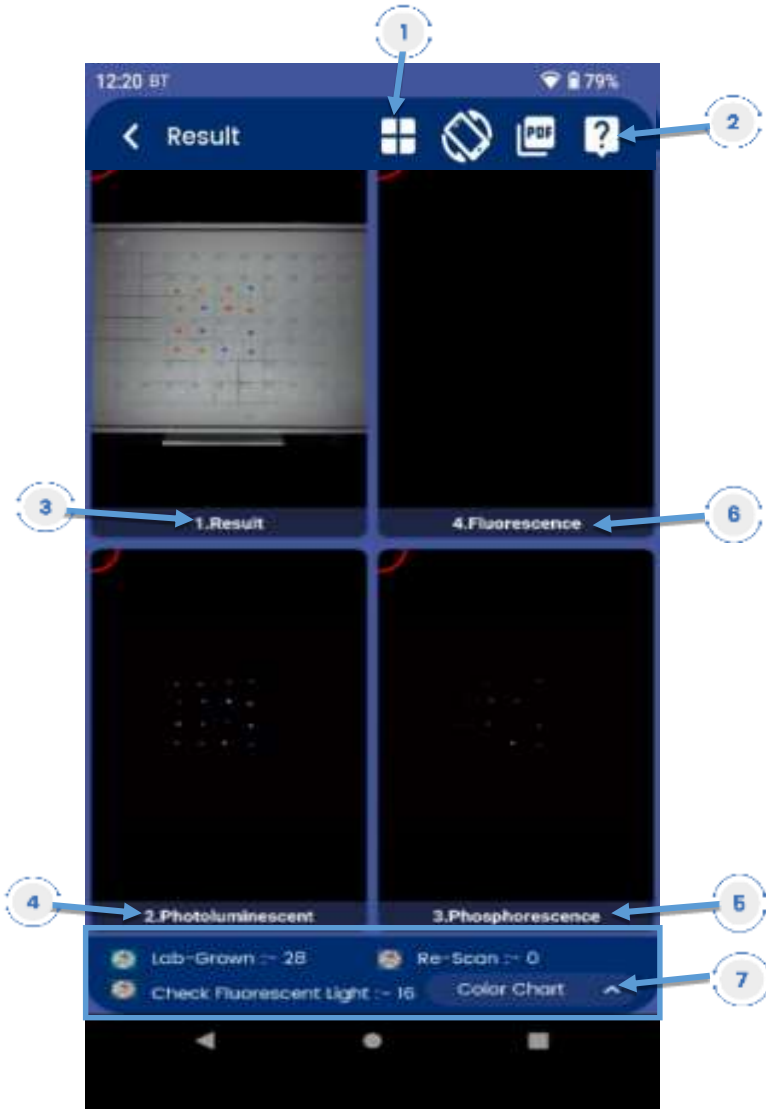 1
12:20 BT 79%
Result PDF ?
2
3
1.Result 4.Fluorescence
6
4
2.Photoluminescent 3.Phosphorescence
5
Lab-Grown :- 28 Re-Scan :- 0
Check Fluorescent Light :- 16 Color Chart
7